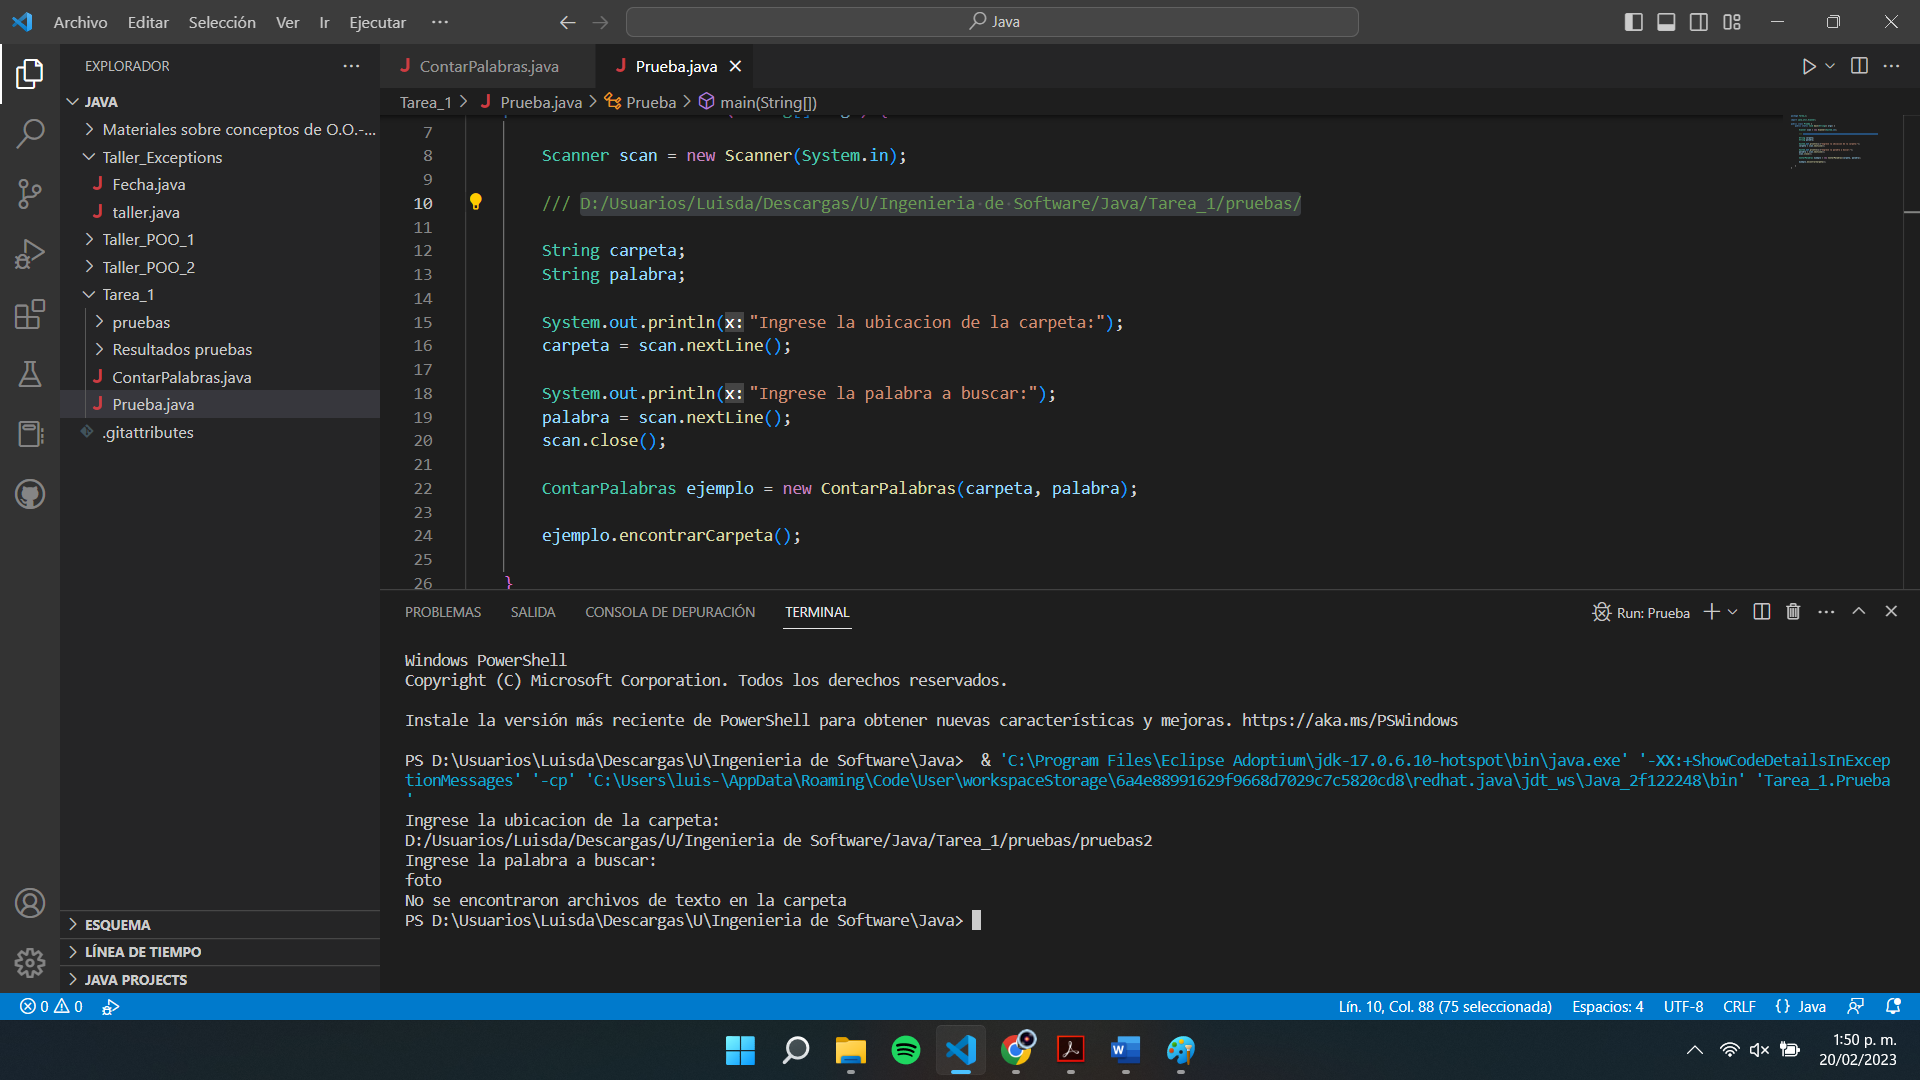 Archivo Editar Selección Ver Ir Ejecutar ···
Java
EXPLORADOR ···
JAVA
Materiales sobre conceptos de O.O.-...
Taller_Exceptions
Fecha.java
taller.java
Taller_POO_1
Taller_POO_2
Tarea_1
pruebas
Resultados pruebas
ContarPalabras.java
Prueba.java
.gitattributes
ESQUEMA
LÍNEA DE TIEMPO
JAVA PROJECTS
ContarPalabras.java Prueba.java
Tarea_1 > Prueba.java > Prueba > main(String[])
7
8 Scanner scan = new Scanner(System.in);
9
10 /// D:/Usuarios/Luisda/Descargas/U/Ingenieria de Software/Java/Tarea_1/pruebas/
11
12 String carpeta;
13 String palabra;
14
15 System.out.println(x: "Ingrese la ubicacion de la carpeta:");
16 carpeta = scan.nextLine();
17
18 System.out.println(x: "Ingrese la palabra a buscar:");
19 palabra = scan.nextLine();
20 scan.close();
21
22 ContarPalabras ejemplo = new ContarPalabras(carpeta, palabra);
23
24 ejemplo.encontrarCarpeta();
25
26 }
PROBLEMAS SALIDA CONSOLA DE DEPURACIÓN TERMINAL Run: Prueba
Windows PowerShell
Copyright (C) Microsoft Corporation. Todos los derechos reservados.
Instale la versión más reciente de PowerShell para obtener nuevas características y mejoras. https://aka.ms/PSWindows
PS D:\Usuarios\Luisda\Descargas\U\Ingenieria de Software\Java>  & 'C:\Program Files\Eclipse Adoptium\jdk-17.0.6.10-hotspot\bin\java.exe' '-XX:+ShowCodeDetailsInExcep
tionMessages' '-cp' 'C:\Users\luis-\AppData\Roaming\Code\User\workspaceStorage\6a4e88991629f9668d7029c7c5820cd8\redhat.java\jdt_ws\Java_2f122248\bin' 'Tarea_1.Prueba
'
Ingrese la ubicacion de la carpeta:
D:/Usuarios/Luisda/Descargas/U/Ingenieria de Software/Java/Tarea_1/pruebas/pruebas2
Ingrese la palabra a buscar:
foto
No se encontraron archivos de texto en la carpeta
PS D:\Usuarios\Luisda\Descargas\U\Ingenieria de Software\Java>
0 0 Lín. 10, Col. 88 (75 seleccionada) Espacios: 4 UTF-8 CRLF {} Java
1:50 p. m.
20/02/2023